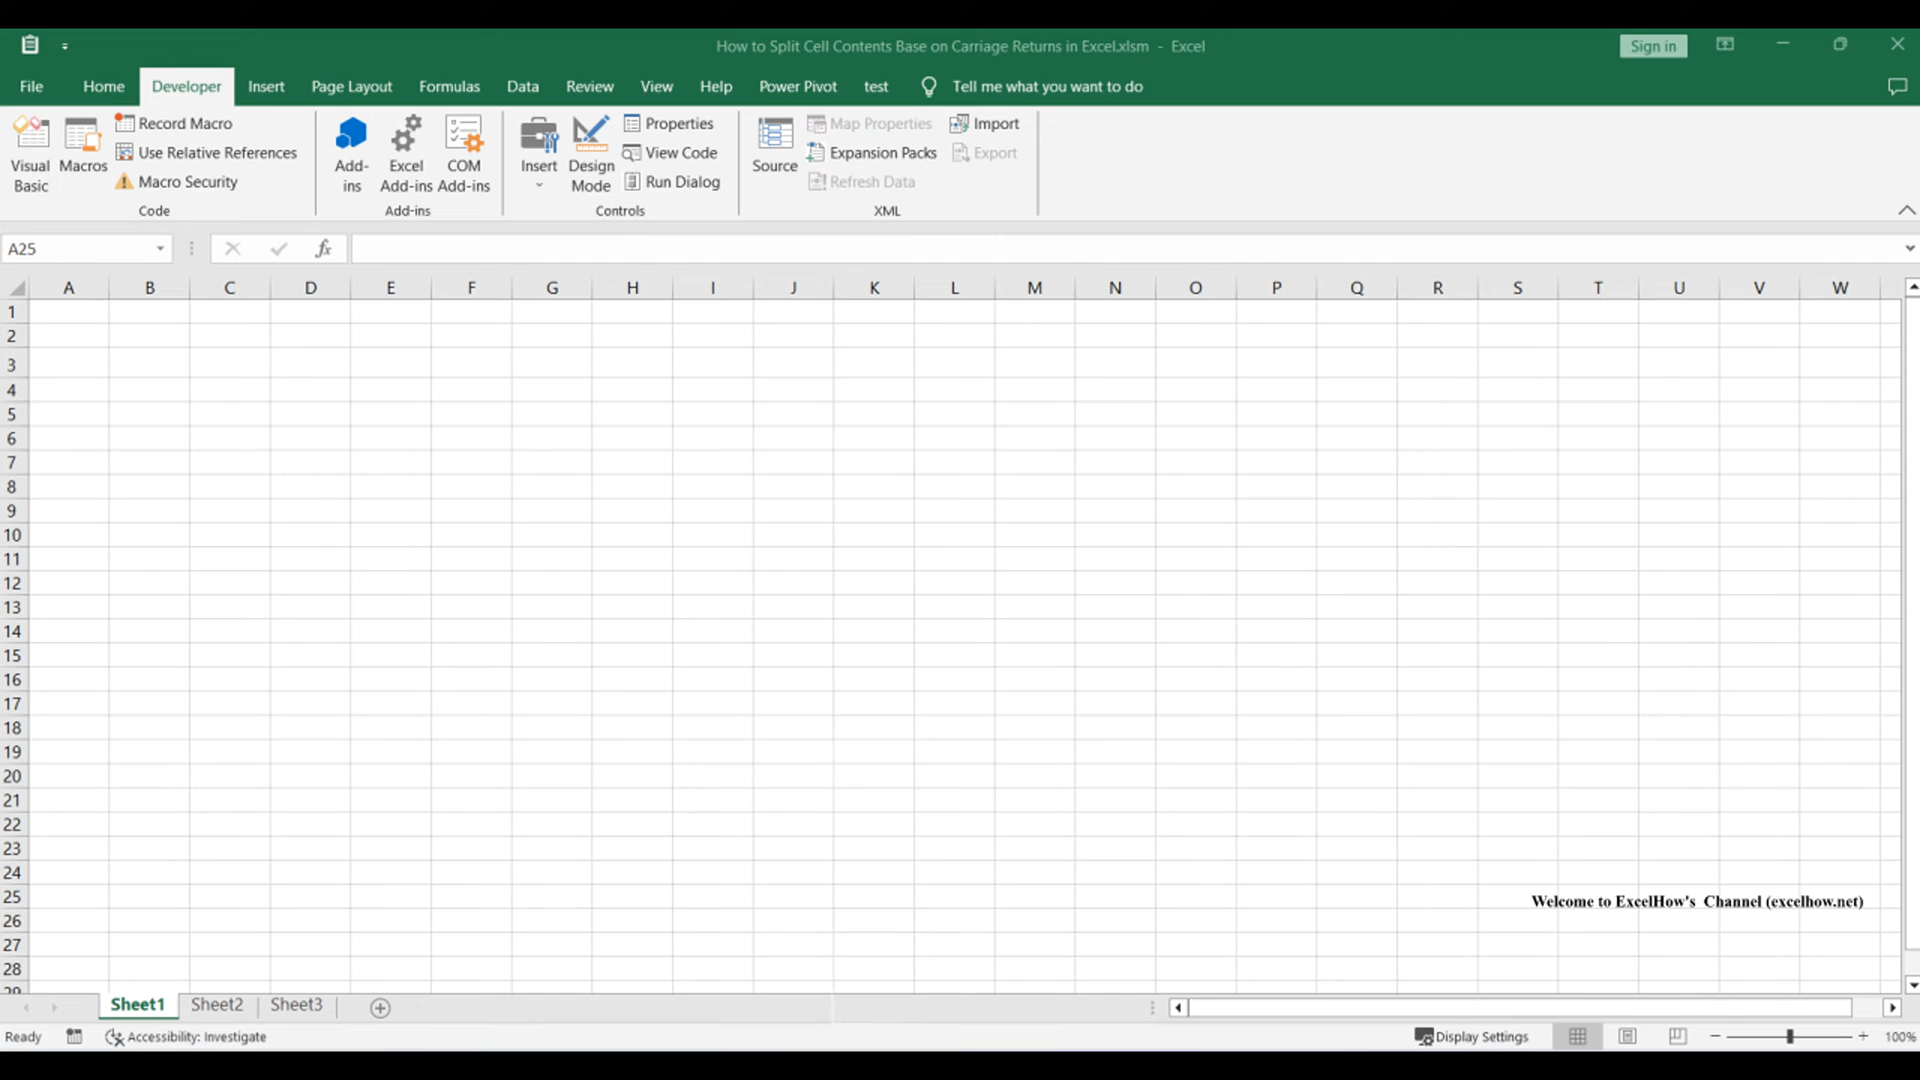 How to Split Cell Contents Base on Carriage Returns in Excel.xlsm - Excel
Sign in
File Home Developer Insert Page Layout Formulas Data Review View Help Power Pivot test Tell me what you want to do
Visual Basic
Macros
Record Macro
Use Relative References
Macro Security
Code
Add-ins
Excel Add-ins
COM Add-ins
Add-ins
Insert
Design Mode
Properties
View Code
Run Dialog
Controls
Source
Map Properties
Expansion Packs
Refresh Data
Import
Export
XML
A25
fx
A B C D E F G H I J K L M N O P Q R S T U V W
1
2
3
4
5
6
7
8
9
10
11
12
13
14
15
16
17
18
19
20
21
22
23
24
25
Welcome to ExcelHow's Channel (excelhow.net)
26
27
28
29
Sheet1 Sheet2 Sheet3
Ready Accessibility: Investigate Display Settings 100%